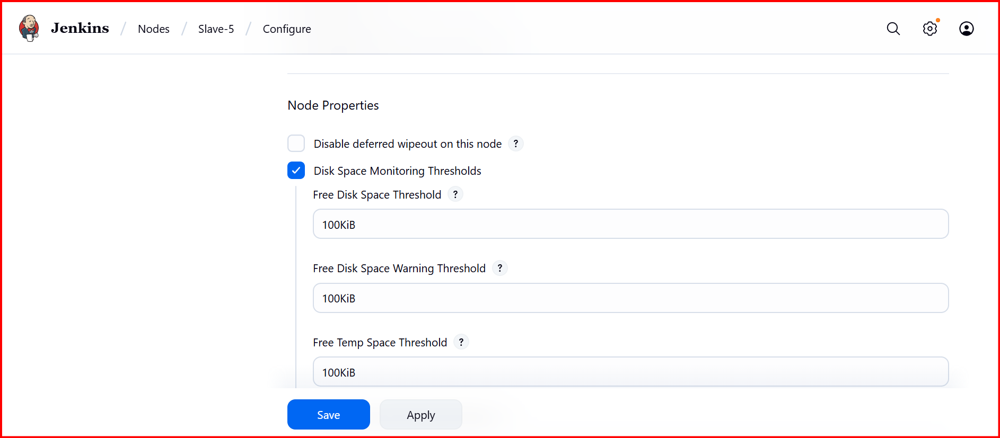 Jenkins / Nodes / Slave-5 / Configure
Node Properties
Disable deferred wipeout on this node ?
Disk Space Monitoring Thresholds
Free Disk Space Threshold ?
100KiB
Free Disk Space Warning Threshold ?
100KiB
Free Temp Space Threshold ?
100KiB
Save Apply